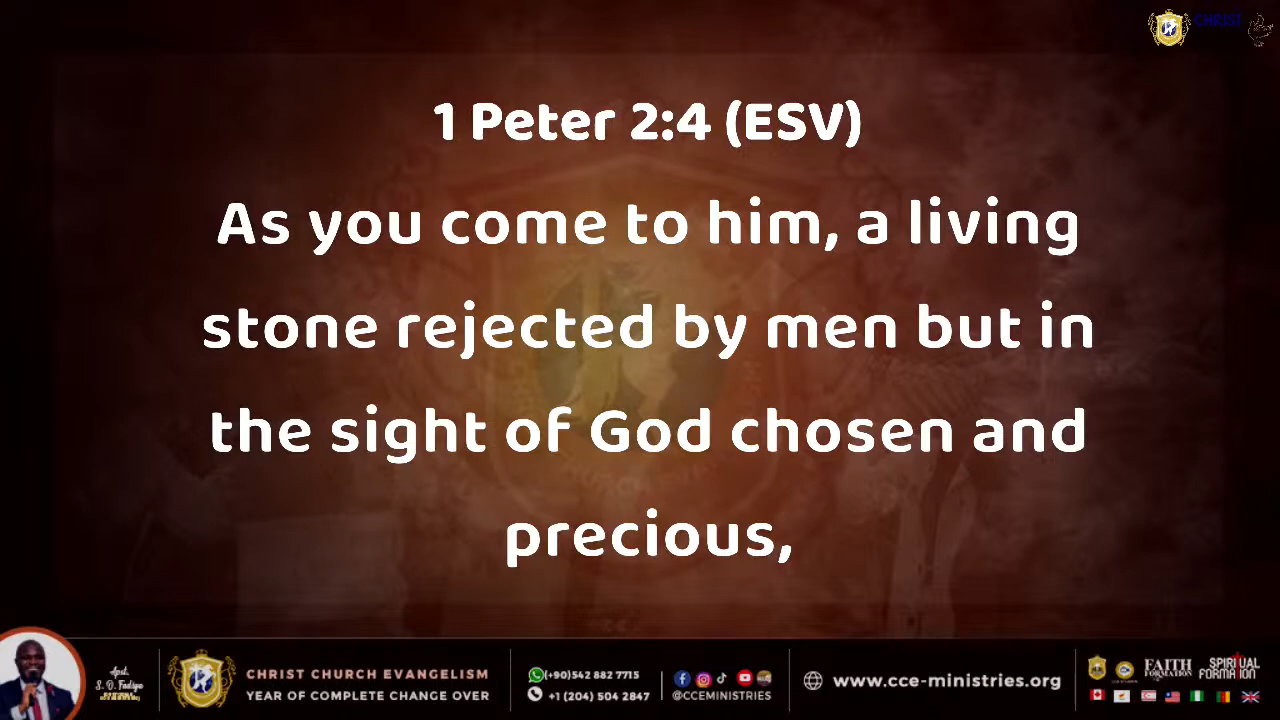 CHRIST
1 Peter 2:4 (ESV)
As you come to him, a living
stone rejected by men but in
the sight of God chosen and
precious,
Apst.
CHRIST CHURCH EVANGELISM
YEAR OF COMPLETE CHANGE OVER
(+90)542 882 7715
+1 (204) 504 2847
@CCEMINISTRIES
www.cce-ministries.org
FAITH
FORMATION
SPIRITUAL
FORMATION